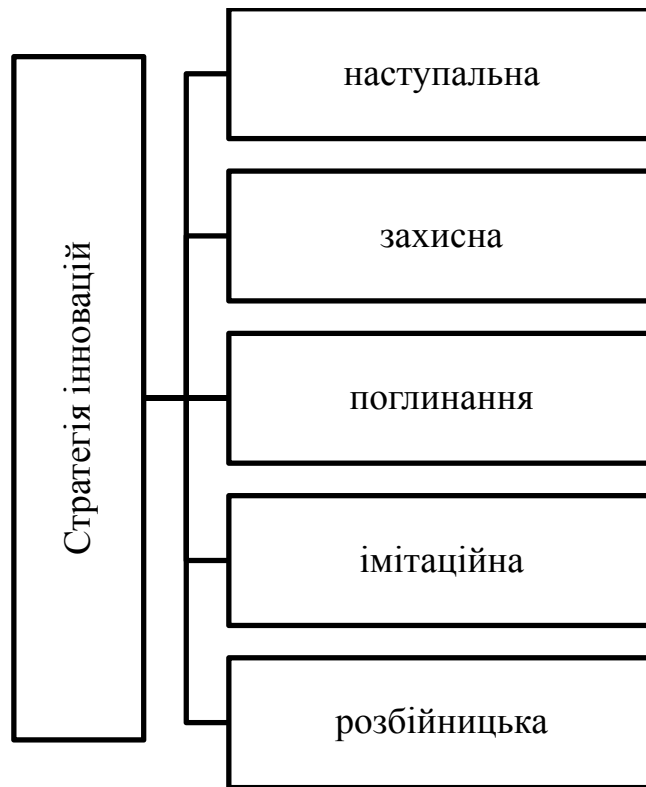 Стратегія інновацій
наступальна
захисна
поглинання
імітаційна
розбійницька